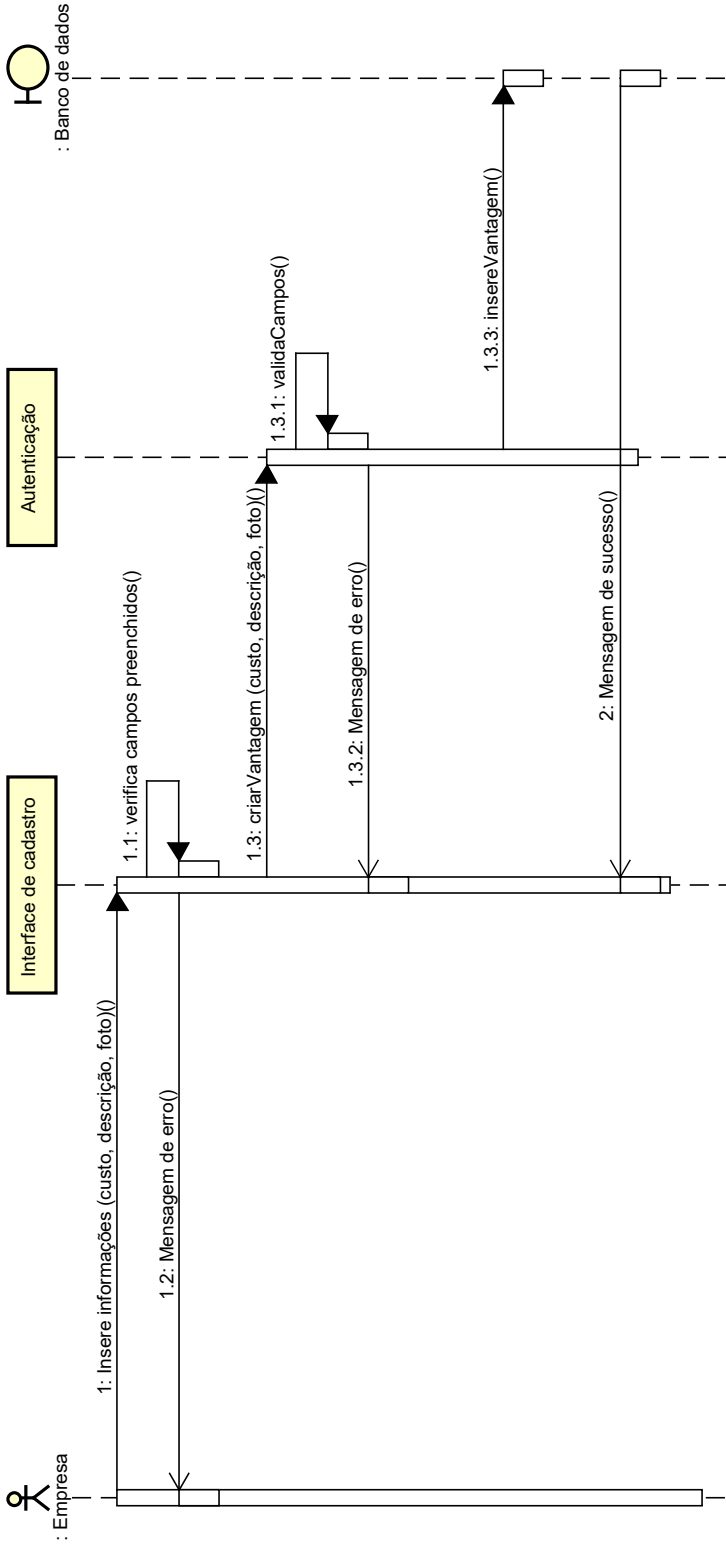 : Empresa
Interface de cadastro
Autenticação
: Banco de dados
1: Insere informações (custo, descrição, foto)()
1.1: verifica campos preenchidos()
1.2: Mensagem de erro()
1.3: criarVantagem (custo, descrição, foto)()
1.3.1: validaCampos()
1.3.2: Mensagem de erro()
1.3.3: insereVantagem()
2: Mensagem de sucesso()